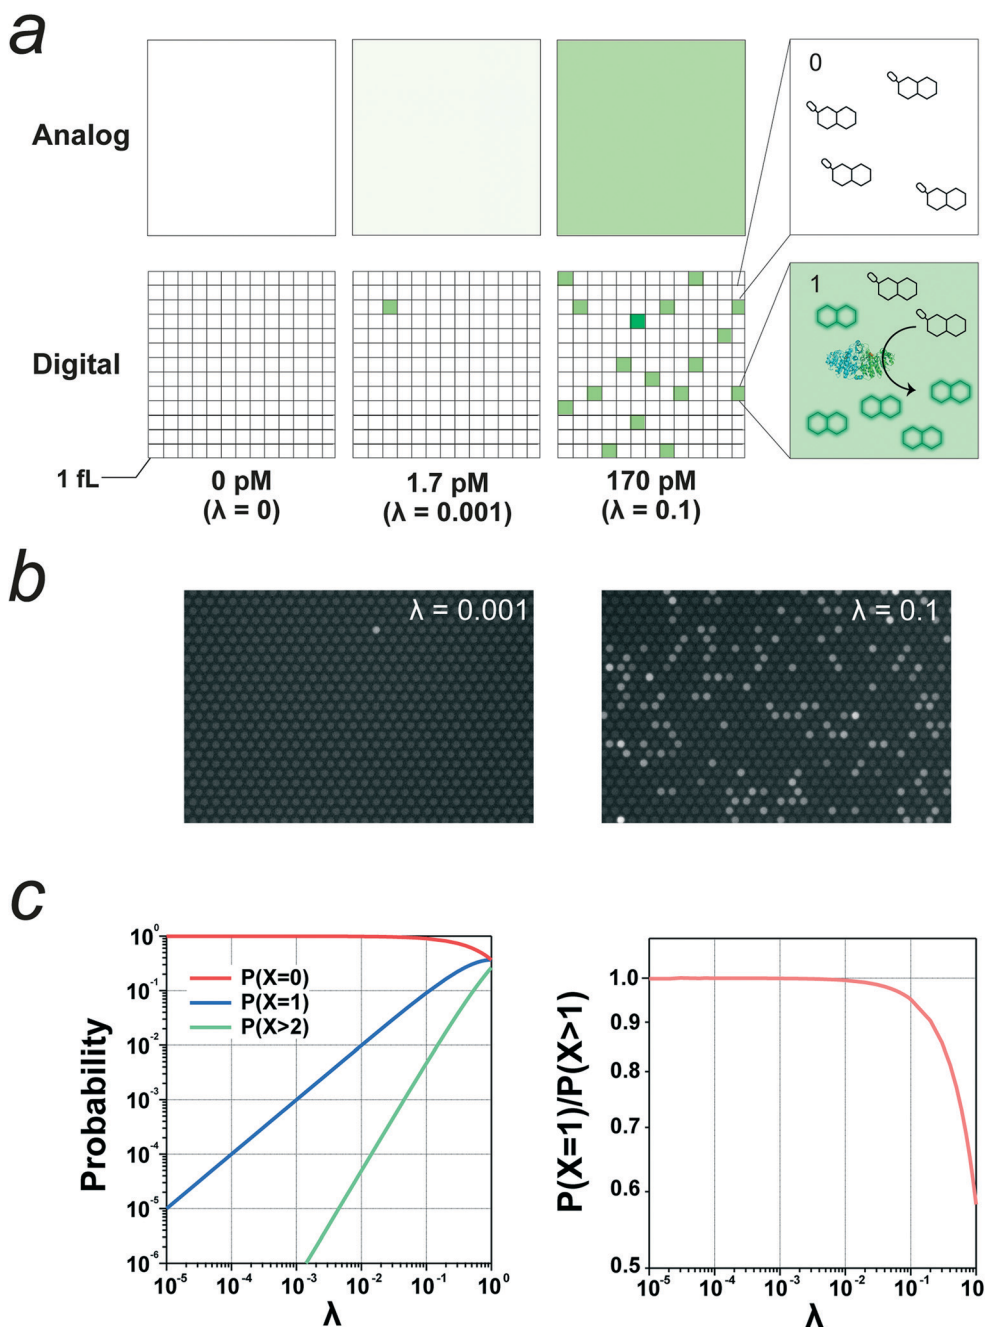 a
Analog
0
Digital
1
1 fL
0 pM
(λ = 0)
1.7 pM
(λ = 0.001)
170 pM
(λ = 0.1)
b
λ = 0.001
λ = 0.1
c
Probability
10⁰
10⁻¹
10⁻²
10⁻³
10⁻⁴
10⁻⁵
10⁻⁶
P(X=0)
P(X=1)
P(X>2)
10⁻⁵
10⁻⁴
10⁻³
10⁻²
10⁻¹
10⁰
λ
P(X=1)/P(X>1)
1.0
0.9
0.8
0.7
0.6
0.5
10⁻⁵
10⁻⁴
10⁻³
10⁻²
10⁻¹
10
λ